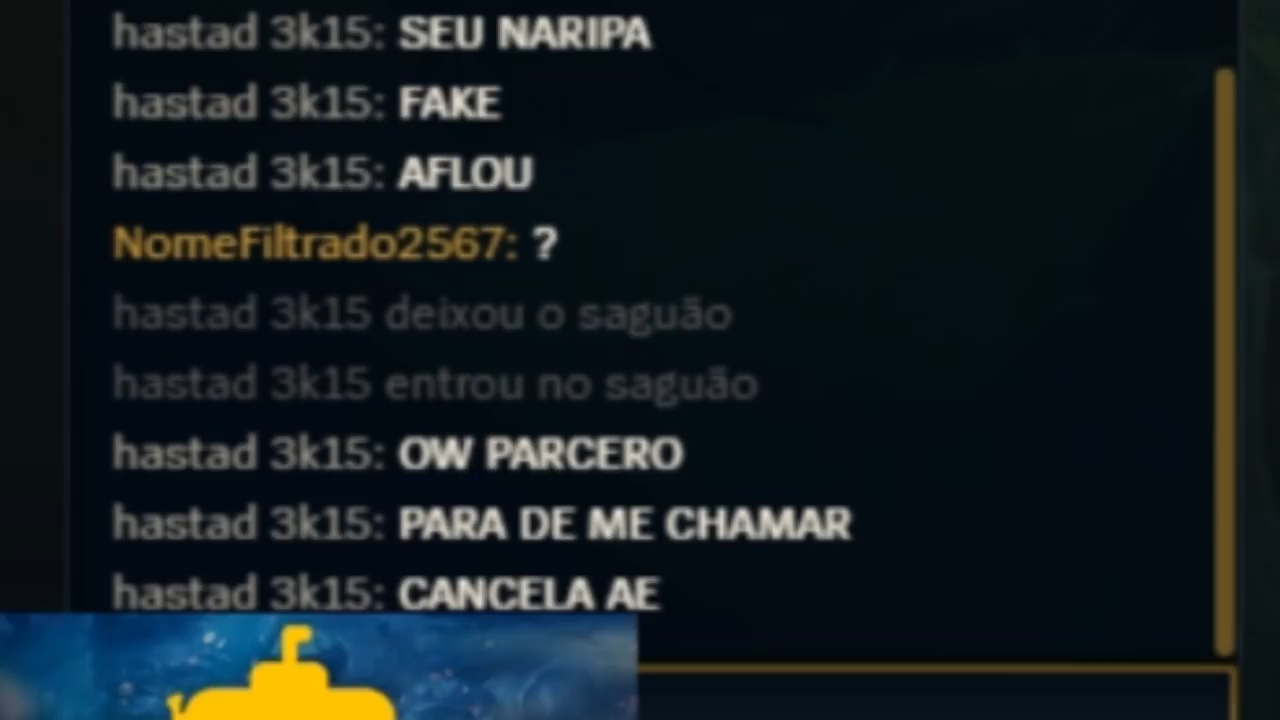 hastad 3k15: SEU NARIPA
hastad 3k15: FAKE
hastad 3k15: AFLOU
NomeFiltrado2567: ?
hastad 3k15 deixou o saguão
hastad 3k15 entrou no saguão
hastad 3k15: OW PARCERO
hastad 3k15: PARA DE ME CHAMAR
hastad 3k15: CANCELA AE